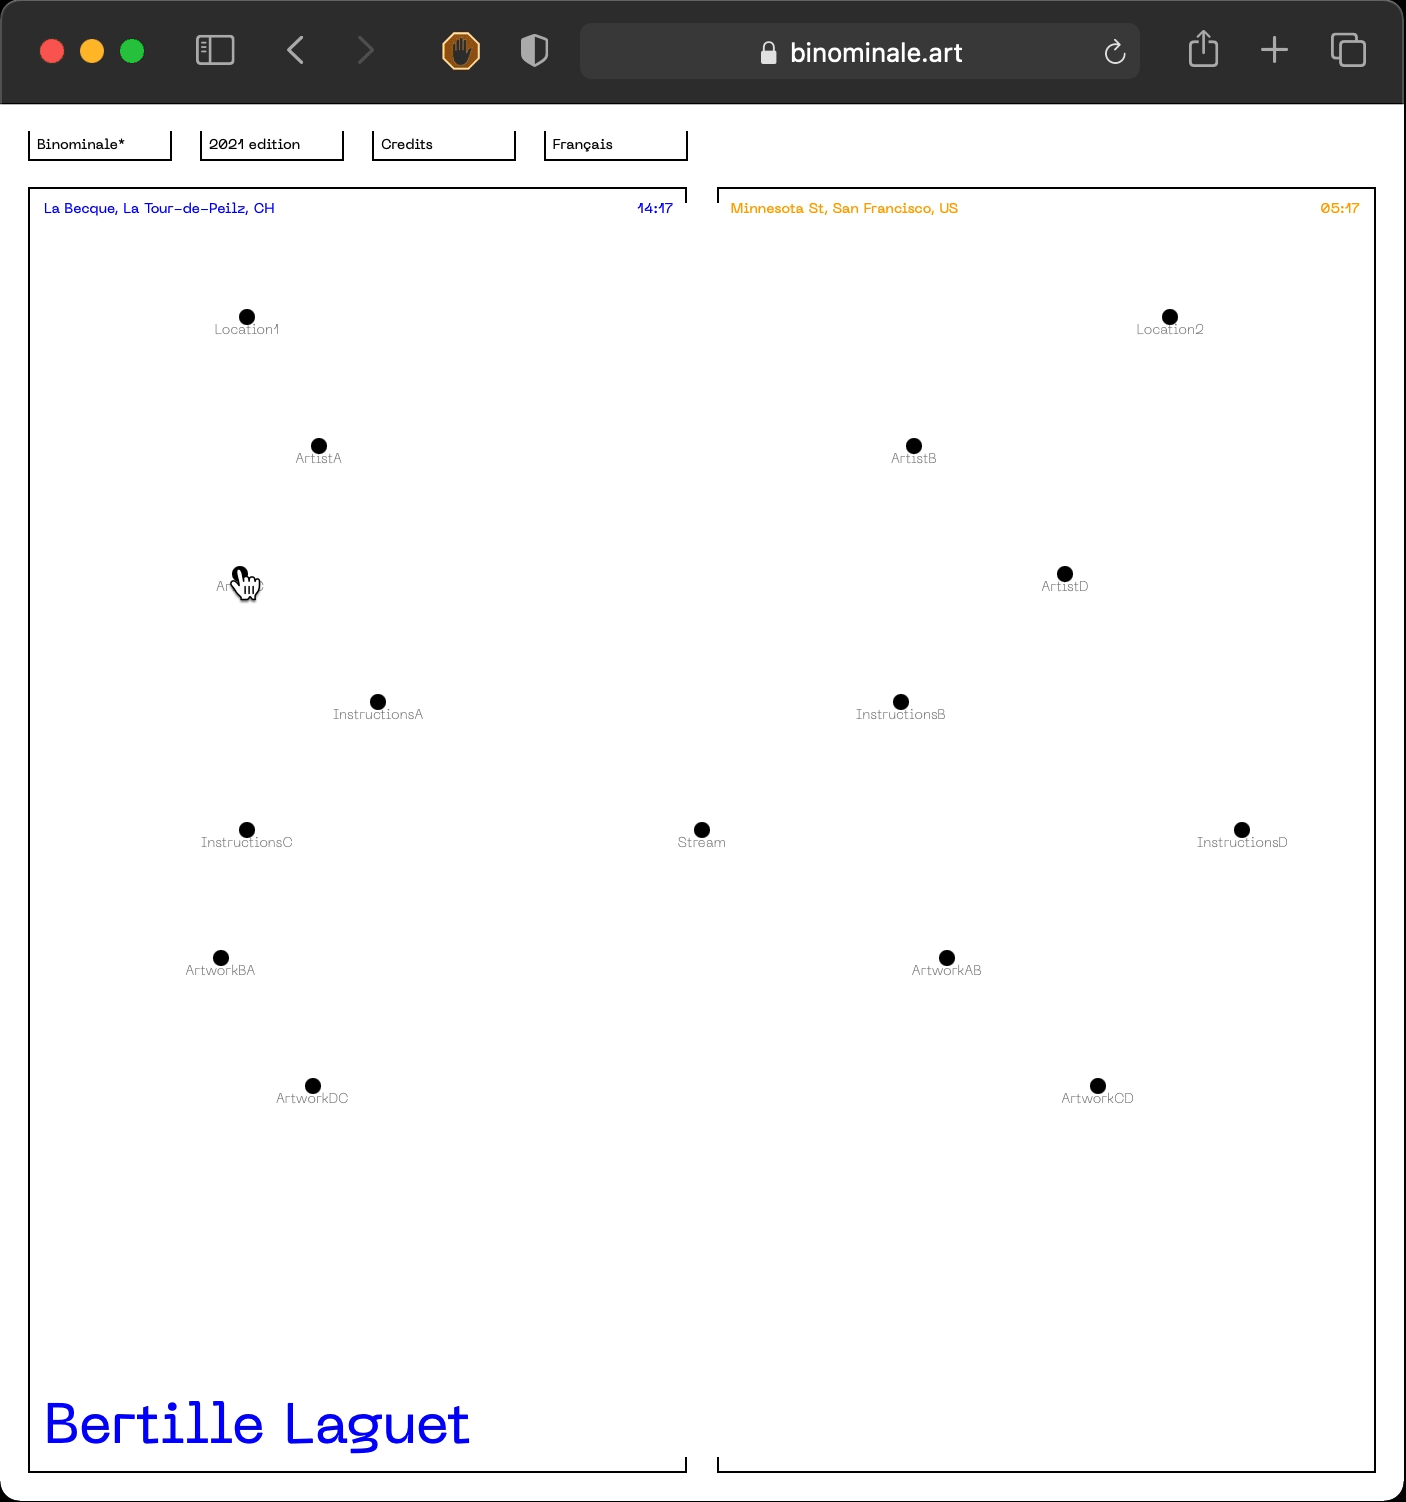 binominale.art
Binominale*
2021 edition
Credits
Français
La Becque, La Tour-de-Peilz, CH
14:17
Minnesota St, San Francisco, US
05:17
Location1
Location2
ArtistA
ArtistB
ArtistD
InstructionsA
InstructionsB
InstructionsC
Stream
InstructionsD
ArtworkBA
ArtworkAB
ArtworkDC
ArtworkCD
Bertille Laguet